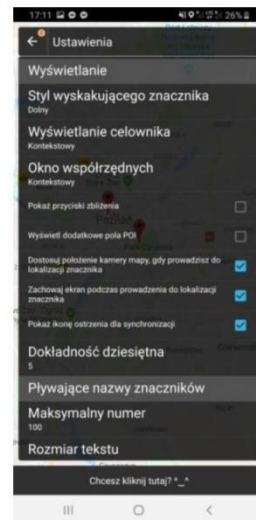 17:11
26%
Ustawienia
Wyświetlanie
Styl wyskakującego znacznika
Dolny
Wyświetlanie celownika
Kontekstowy
Okno współrzędnych
Kontekstowy
Pokaż przyciski zbliżenia
Poznań
Wyświetl dodatkowe pola POI
Dostosuj położenie kamery mapy, gdy prowadzisz do
lokalizacji znacznika
Zachowaj ekran podczas prowadzenia do lokalizacji
znacznika
Pokaż ikonę ostrzenia dla synchronizacji
Dokładność dziesiętna
5
Pływające nazwy znaczników
Maksymalny numer
100
Rozmiar tekstu
Chcesz kliknij tutaj? ^_^